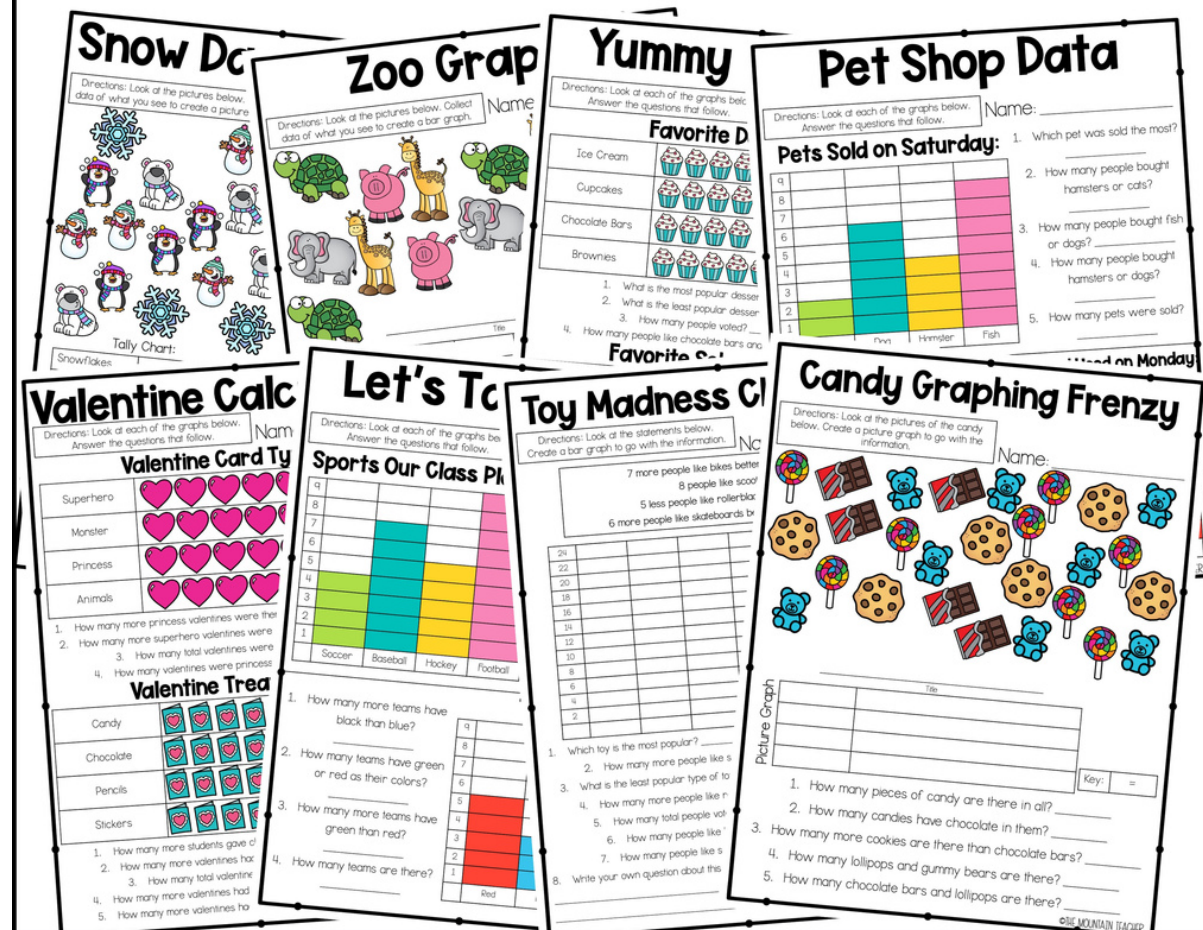 Snow Da
Directions: Look at the pictures below.
data of what you see to create a picture
Tally Chart:
Snowflakes
Zoo Grap
Directions: Look at the pictures below. Collect
data of what you see to create a bar graph.
Name
Title
Yummy
Directions: Look at each of the graphs belo
Answer the questions that follow.
Favorite D
Ice Cream
Cupcakes
Chocolate Bars
Brownies
1. What is the most popular desser
2. What is the least popular desser
3. How many people voted?
4. How many people like chocolate bars and
Pet Shop Data
Directions: Look at each of the graphs below.
Answer the questions that follow.
Name:
Pets Sold on Saturday:
9
8
7
6
5
4
3
2
1
Dog
Hamster
Fish
1. Which pet was sold the most?
2. How many people bought
hamsters or cats?
3. How many people bought fish
or dogs?
4. How many people bought
hamsters or dogs?
5. How many pets were sold?
on Monday:
Valentine Calc
Directions: Look at each of the graphs below.
Answer the questions that follow.
Nam
Valentine Card Ty
Superhero
Monster
Princess
Animals
1. How many more princess valentines were ther
2. How many more superhero valentines were
3. How many total valentines were
4. How many valentines were princess
Valentine Trea
Candy
Chocolate
Pencils
Stickers
1. How many more students gave c
2. How many more valentines had
3. How many total valentine
4. How many more valentines had
5. How many more valentines ha
Let's Ta
Directions: Look at each of the graphs be
Answer the questions that follow.
Sports Our Class Pl
9
8
7
6
5
4
3
2
1
Soccer
Baseball
Hockey
Football
1. How many more teams have
black than blue?
2. How many teams have green
or red as their colors?
3. How many more teams have
green than red?
4. How many teams are there?
9
8
7
6
5
4
3
2
1
Red
Toy Madness Cl
Directions: Look at the statements below.
Create a bar graph to go with the information.
Na
7 more people like bikes better
8 people like scoo
5 less people like rollerblad
6 more people like skateboards b
24
22
20
18
16
14
12
10
8
6
4
2
1. Which toy is the most popular?
2. How many more people like s
3. What is the least popular type of to
4. How many more people like r
5. How many total people vot
6. How many people like
7. How many people like s
8. Write your own question about this
Candy Graphing Frenzy
Directions: Look at the pictures of the candy
below. Create a picture graph to go with the
information.
Name:
Title
Picture Graph
Key: =
1. How many pieces of candy are there in all?
2. How many candies have chocolate in them?
3. How many more cookies are there than chocolate bars?
4. How many lollipops and gummy bears are there?
5. How many chocolate bars and lollipops are there?
©THE MOUNTAIN TEACHER